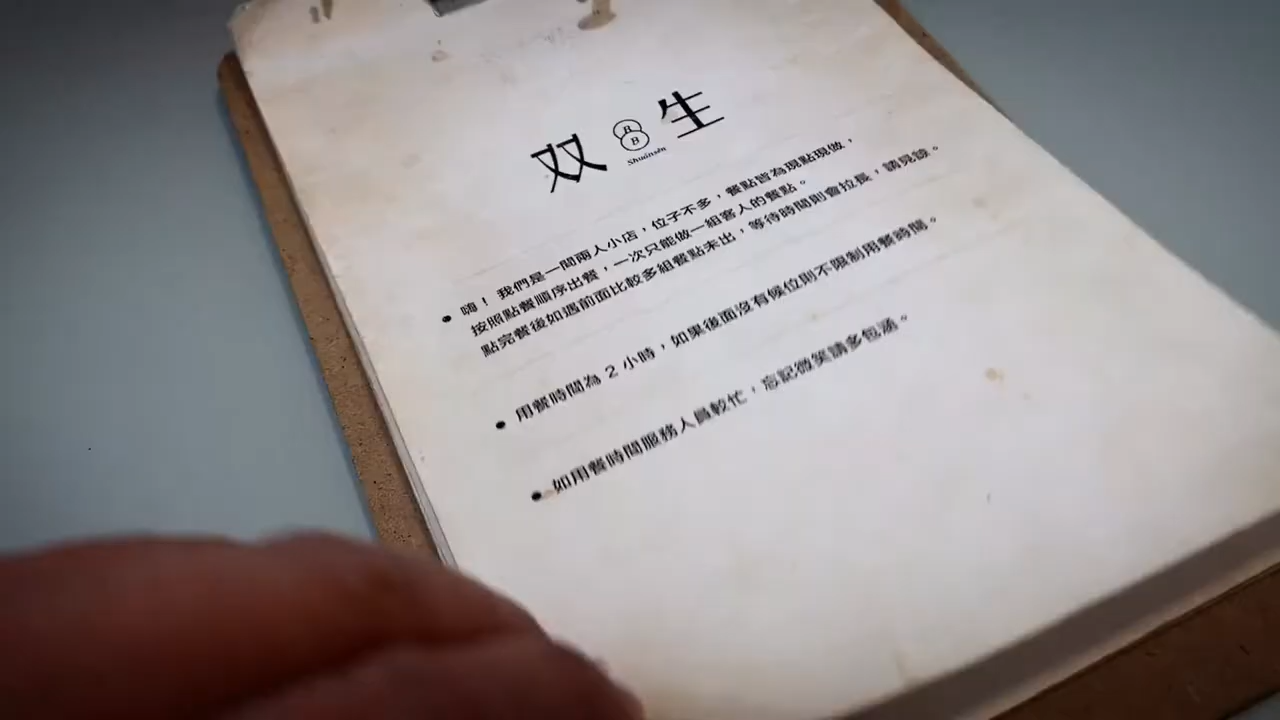 双 生
B
B
Shuānsēn
● 嗨！ 我們是一間兩人小店，位子不多，餐點皆為現點現做，
按照點餐順序出餐，一次只能做一組客人的餐點。
點完餐後如遇前面比較多組餐點未出，等待時間則會拉長，請見諒。
● 用餐時間為 2 小時，如果後面沒有候位則不限制用餐時間。
● 如用餐時間服務人員較忙，忘記微笑請多包涵。